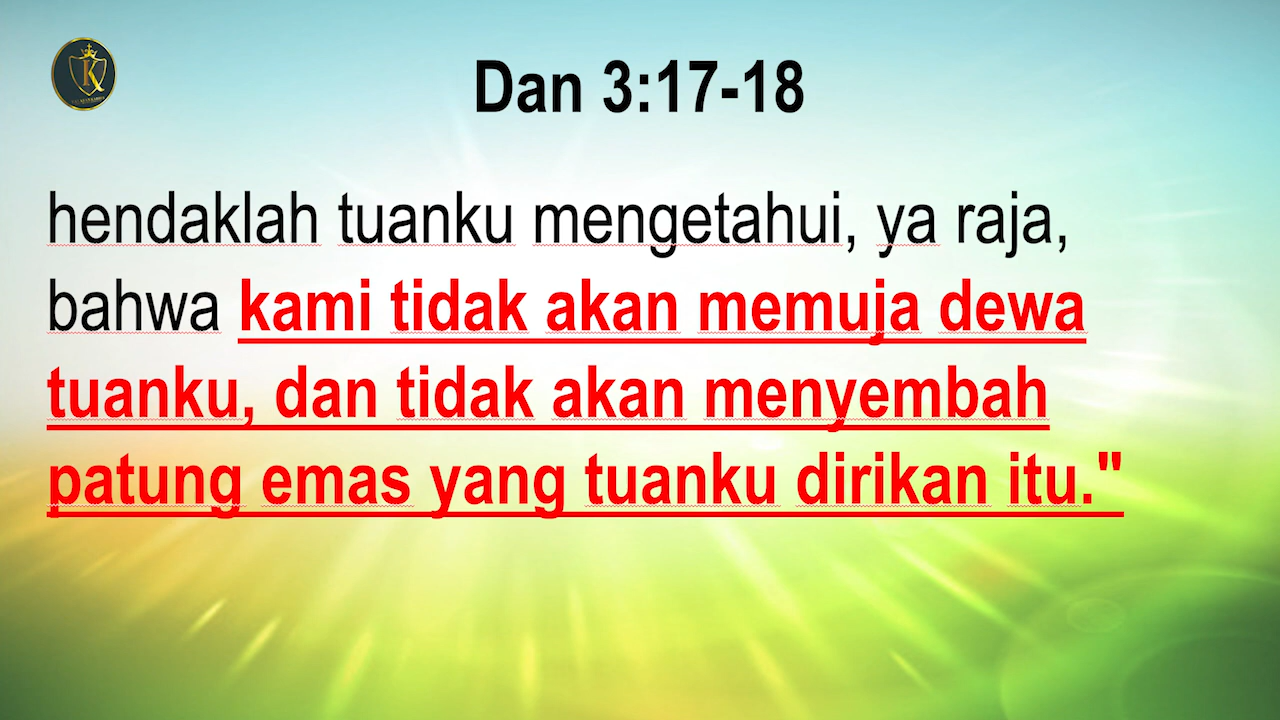 Dan 3:17-18
hendaklah tuanku mengetahui, ya raja,
bahwa kami tidak akan memuja dewa
tuanku, dan tidak akan menyembah
patung emas yang tuanku dirikan itu."
K